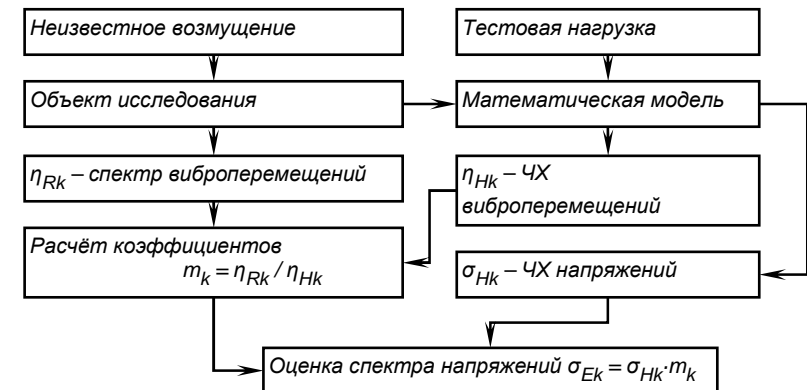 Неизвестное возмущение
Тестовая нагрузка
Объект исследования
Математическая модель
η_Rk – спектр виброперемещений
η_Hk – ЧХ
виброперемещений
Расчёт коэффициентов
m_k = η_Rk / η_Hk
σ_Hk – ЧХ напряжений
Оценка спектра напряжений σ_Ek = σ_Hk·m_k